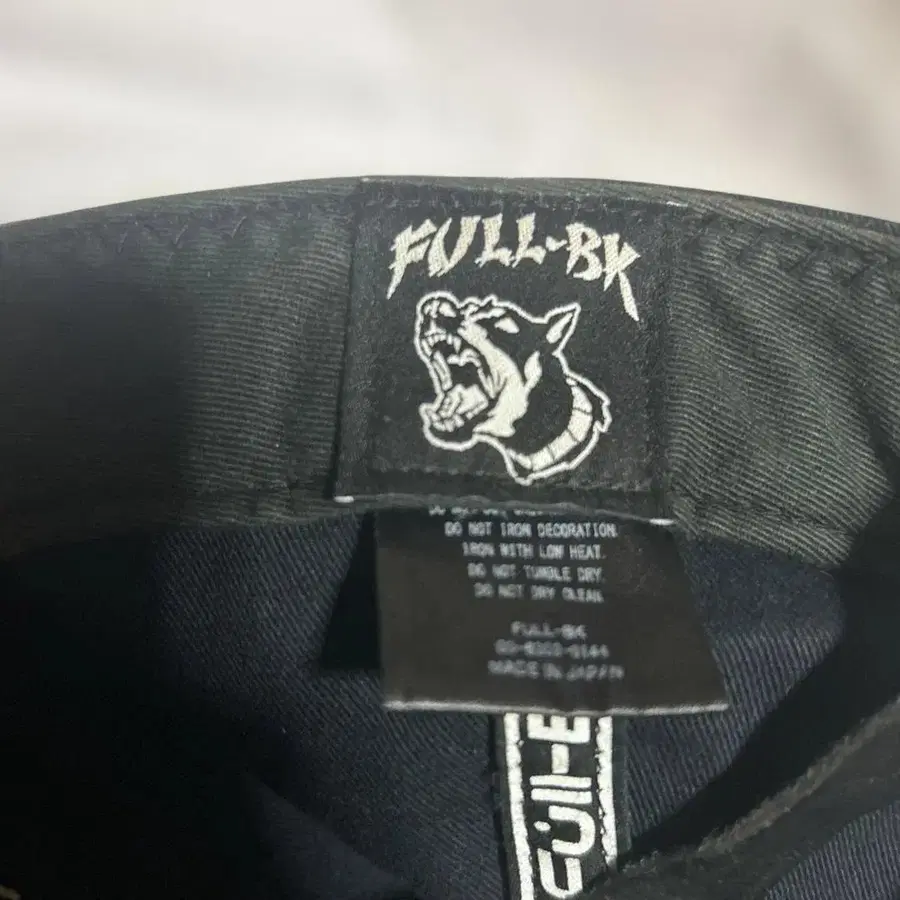 FULL-BK
DO NOT IRON DECORATION
IRON WITH LOW HEAT.
DO NOT TUMBLE DRY.
DO NOT DRY CLEAN
FULL-BK
MADE IN JAPAN
FÜll-B